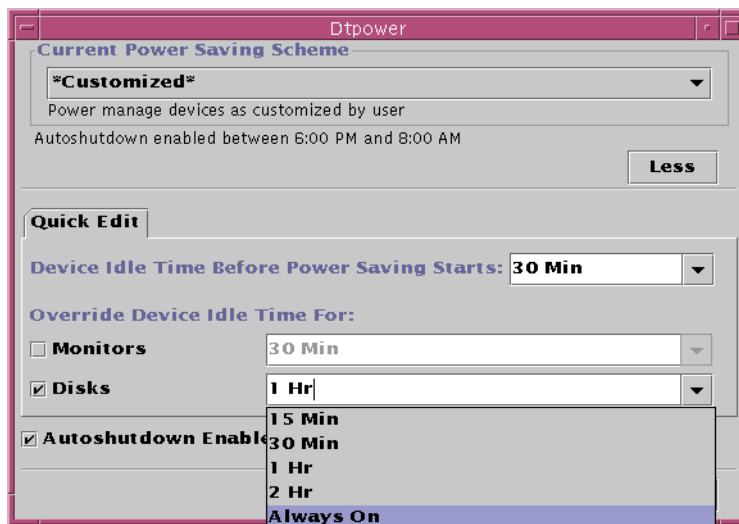 Dtpower
Current Power Saving Scheme
*Customized*
Power manage devices as customized by user
Autoshutdown enabled between 6:00 PM and 8:00 AM
Less
Quick Edit
Device Idle Time Before Power Saving Starts: 30 Min
Override Device Idle Time For:
Monitors 30 Min
Disks 1 Hr
15 Min
Autoshutdown Enable 30 Min
1 Hr
2 Hr
Always On